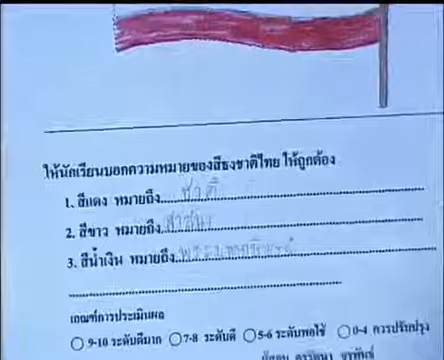 ให้นักเรียนบอกความหมายของสีธงชาติไทย ให้ถูกต้อง
1. สีแดง หมายถึง....ชาติ
2. สีขาว หมายถึง....ศาสนา
3. สีน้ำเงิน หมายถึง....พระมหากษัตริย์
เกณฑ์การประเมินผล
9-10 ระดับดีมาก 7-8 ระดับดี 5-6 ระดับพอใช้ 0-4 ควรปรับปรุง